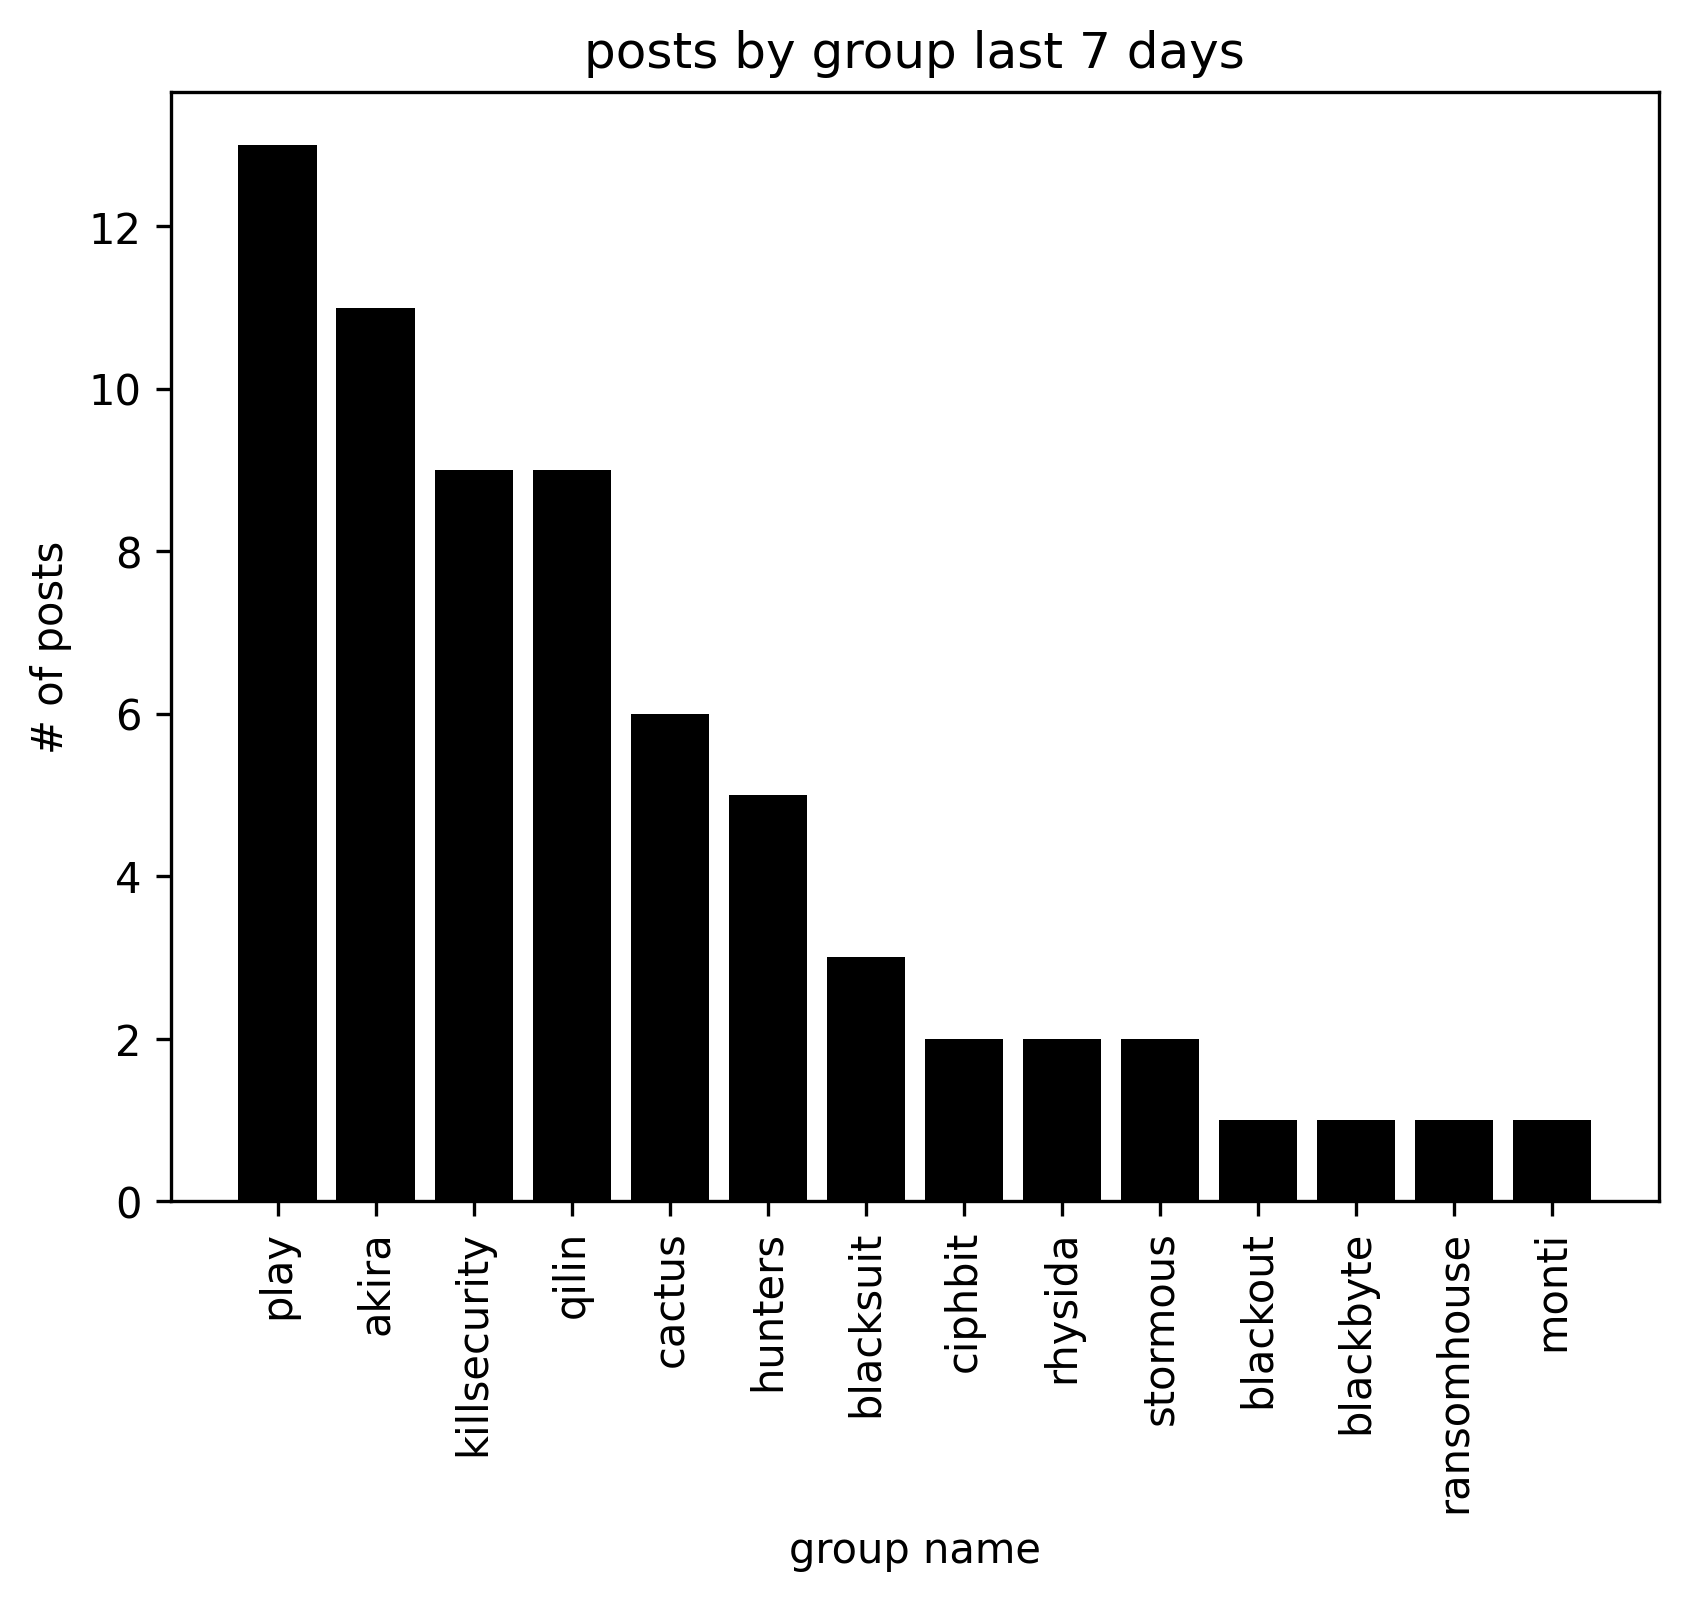 posts by group last 7 days
# of posts
12
10
8
6
4
2
0
play
akira
killsecurity
qilin
cactus
hunters
blacksuit
ciphbit
rhysida
stormous
blackout
blackbyte
ransomhouse
monti
group name